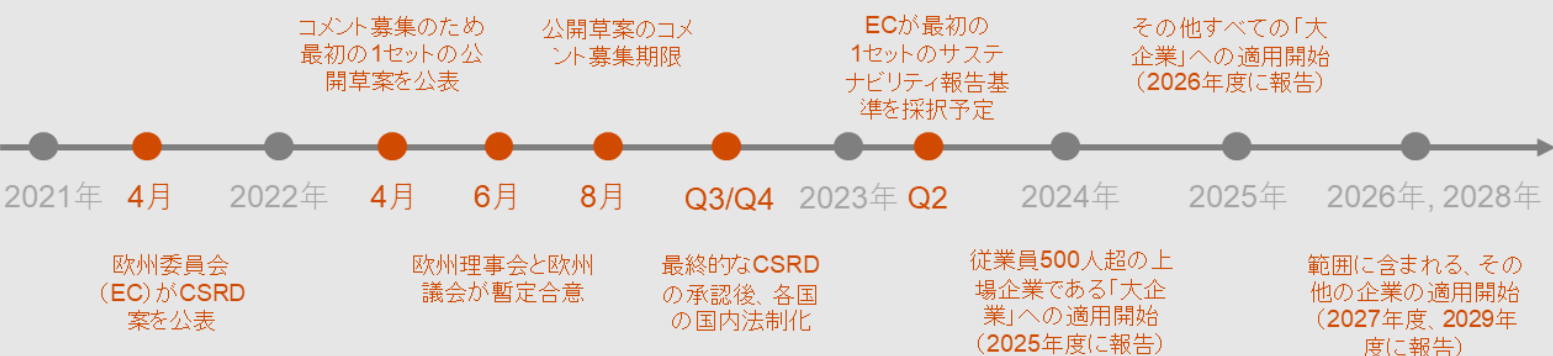 コメント募集のため
最初の1セットの公
開草案を公表
公開草案のコメ
ント募集期限
ECが最初の
1セットのサステ
ナビリティ報告基
準を採択予定
その他すべての「大
企業」への適用開始
（2026年度に報告）
2021年 4月 2022年 4月 6月 8月 Q3/Q4 2023年 Q2 2024年 2025年 2026年, 2028年
欧州委員会
（EC）がCSRD
案を公表
欧州理事会と欧州
議会が暫定合意
最終的なCSRD
の承認後、各国
の国内法制化
従業員500人超の上
場企業である「大企
業」への適用開始
（2025年度に報告）
範囲に含まれる、その
他の企業の適用開始
（2027年度、2029年
度に報告）